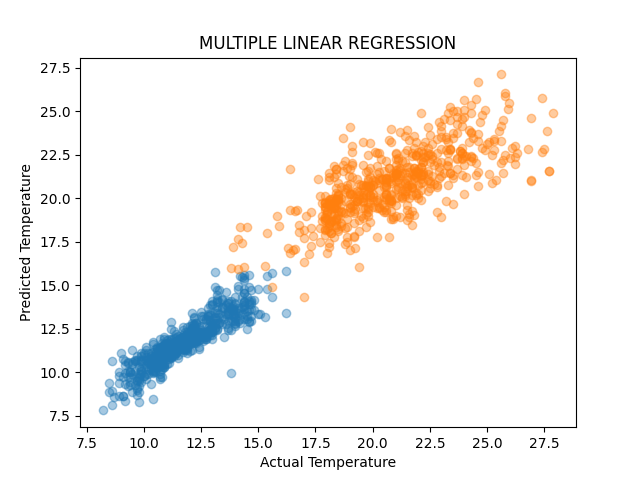 MULTIPLE LINEAR REGRESSION
27.5
25.0
22.5
20.0
17.5
15.0
12.5
10.0
7.5
Predicted Temperature
7.5 10.0 12.5 15.0 17.5 20.0 22.5 25.0 27.5
Actual Temperature